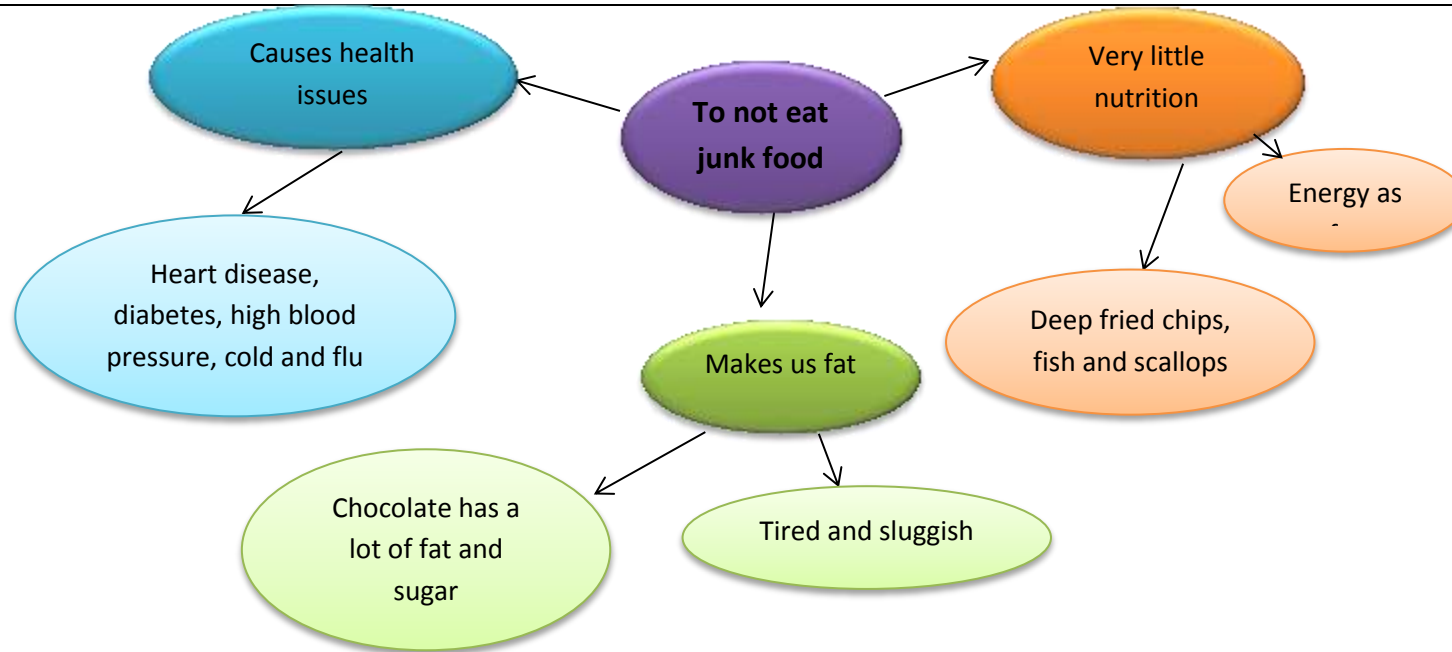 Causes health
issues
To not eat
junk food
Very little
nutrition
Energy as
Heart disease,
diabetes, high blood
pressure, cold and flu
Deep fried chips,
fish and scallops
Makes us fat
Chocolate has a
lot of fat and
sugar
Tired and sluggish